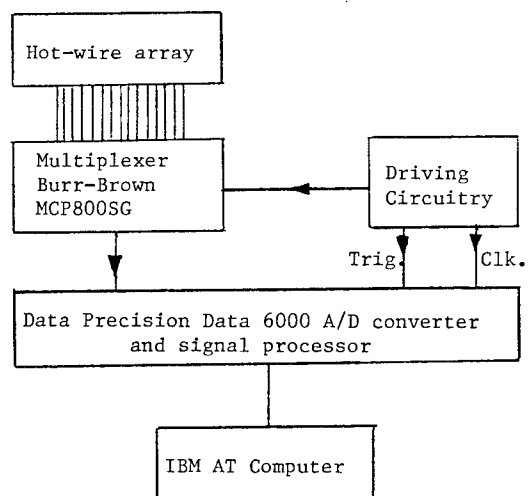 Hot-wire array
Multiplexer
Burr-Brown
MCP800SG
Driving
Circuitry
Trig.
Clk.
Data Precision Data 6000 A/D converter
and signal processor
IBM AT Computer